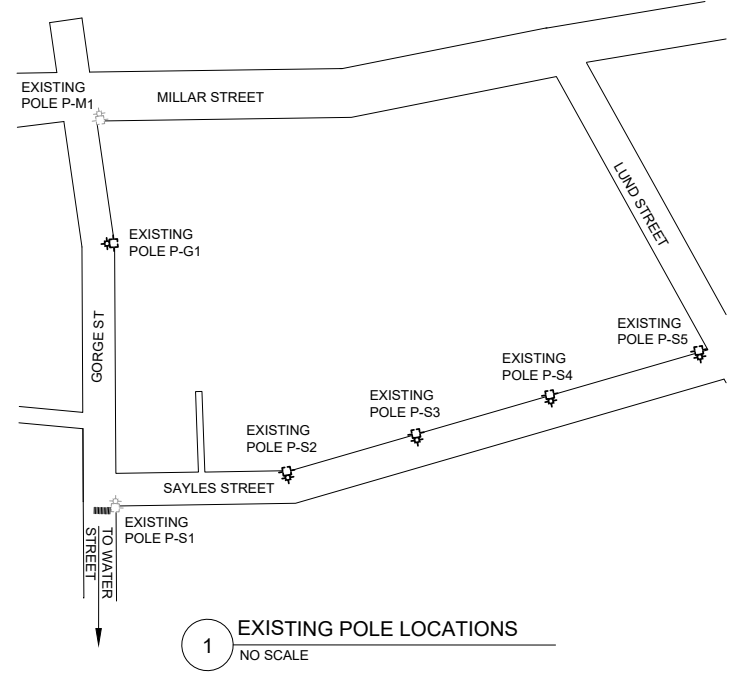 EXISTING
POLE P-M1
MILLAR STREET
LUND STREET
EXISTING
POLE P-G1
GORGE ST
EXISTING
POLE P-S5
EXISTING
POLE P-S4
EXISTING
POLE P-S3
EXISTING
POLE P-S2
SAYLES STREET
EXISTING
POLE P-S1
TO WATER
STREET
1
EXISTING POLE LOCATIONS
NO SCALE